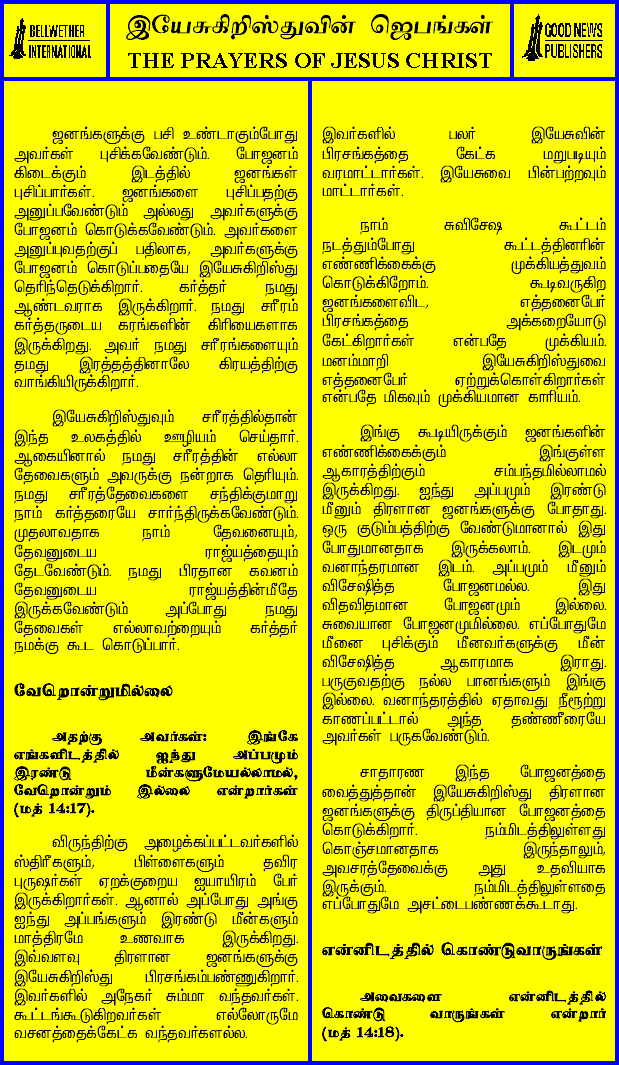 BELLWETHER
INTERNATIONAL
இயேசுகிறிஸ்துவின் ஜெபங்கள்
THE PRAYERS OF JESUS CHRIST
GOOD NEWS
PUBLISHERS
ஜனங்களுக்கு பசி உண்டாகும்போது
அவர்கள் புசிக்கவேண்டும். போஜனம்
கிடைக்கும் இடத்தில் ஜனங்கள்
புசிப்பார்கள். ஜனங்களை புசிப்பதற்கு
அனுப்பவேண்டும் அல்லது அவர்களுக்கு
போஜனம் கொடுக்கவேண்டும். அவர்களை
அனுப்புவதற்குப் பதிலாக, அவர்களுக்கு
போஜனம் கொடுப்பதையே இயேசுகிறிஸ்து
தெரிந்தெடுக்கிறார். கர்த்தர் நமது
ஆண்டவராக இருக்கிறார். நமது சரீரம்
கர்த்தருடைய கரங்களின் கிரியைகளாக
இருக்கிறது. அவர் நமது சரீரங்களையும்
தமது இரத்தத்தினாலே கிரயத்திற்கு
வாங்கியிருக்கிறார்.
இயேசுகிறிஸ்துவும் சரீரத்தில்தான்
இந்த உலகத்தில் ஊழியம் செய்தார்.
ஆகையினால் நமது சரீரத்தின் எல்லா
தேவைகளும் அவருக்கு நன்றாக தெரியும்.
நமது சரீரத்தேவைகளை சந்திக்குமாறு
நாம் கர்த்தரையே சார்ந்திருக்கவேண்டும்.
முதலாவதாக நாம் தேவனையும்,
தேவனுடைய ராஜ்யத்தையும்
தேடவேண்டும். நமது பிரதான கவனம்
தேவனுடைய ராஜ்யத்தின்மீதே
இருக்கவேண்டும் அப்போது நமது
தேவைகள் எல்லாவற்றையும் கர்த்தர்
நமக்கு கூட கொடுப்பார்.
வேறொன்றுமில்லை
அதற்கு அவர்கள்: இங்கே
எங்களிடத்தில் ஐந்து அப்பமும்
இரண்டு மீன்களுமேயல்லாமல்,
வேறொன்றும் இல்லை என்றார்கள்
(மத் 14:17).
விருந்திற்கு அழைக்கப்பட்டவர்களில்
ஸ்திரீகளும், பிள்ளைகளும் தவிர
புருஷர்கள் ஏறக்குறைய ஐயாயிரம் பேர்
இருக்கிறார்கள். ஆனால் அப்போது அங்கு
ஐந்து அப்பங்களும் இரண்டு மீன்களும்
மாத்திரமே உணவாக இருக்கிறது.
இவ்வளவு திரளான ஜனங்களுக்கு
இயேசுகிறிஸ்து பிரசங்கம்பண்ணுகிறார்.
இவர்களில் அநேகர் சும்மா வந்தவர்கள்.
கூட்டங்கூடுகிறவர்கள் எல்லோருமே
வசனத்தைக்கேட்க வந்தவர்களல்ல.
இவர்களில் பலர் இயேசுவின்
பிரசங்கத்தை கேட்க மறுபடியும்
வரமாட்டார்கள். இயேசுவை பின்பற்றவும்
மாட்டார்கள்.
நாம் சுவிசேஷ கூட்டம்
நடத்தும்போது கூட்டத்தினரின்
எண்ணிக்கைக்கு முக்கியத்துவம்
கொடுக்கிறோம். கூடிவருகிற
ஜனங்களைவிட, எத்தனைபேர்
பிரசங்கத்தை அக்கறையோடு
கேட்கிறார்கள் என்பதே முக்கியம்.
மனம்மாறி இயேசுகிறிஸ்துவை
எத்தனைபேர் ஏற்றுக்கொள்கிறார்கள்
என்பதே மிகவும் முக்கியமான காரியம்.
இங்கு கூடியிருக்கும் ஜனங்களின்
எண்ணிக்கைக்கும் இங்குள்ள
ஆகாரத்திற்கும் சம்பந்தமில்லாமல்
இருக்கிறது. ஐந்து அப்பமும் இரண்டு
மீனும் திரளான ஜனங்களுக்கு போதாது.
ஒரு குடும்பத்திற்கு வேண்டுமானால் இது
போதுமானதாக இருக்கலாம். இடமும்
வனாந்தரமான இடம். அப்பமும் மீனும்
விசேஷித்த போஜனமல்ல. இது
விதவிதமான போஜனமும் இல்லை.
சுவையான போஜனமுமில்லை. எப்போதுமே
மீனை புசிக்கும் மீனவர்களுக்கு மீன்
விசேஷித்த ஆகாரமாக இராது.
பருகுவதற்கு நல்ல பானங்களும் இங்கு
இல்லை. வனாந்தரத்தில் ஏதாவது நீரூற்று
காணப்பட்டால் அந்த தண்ணீரையே
அவர்கள் பருகவேண்டும்.
சாதாரண இந்த போஜனத்தை
வைத்துத்தான் இயேசுகிறிஸ்து திரளான
ஜனங்களுக்கு திருப்தியான போஜனத்தை
கொடுக்கிறார். நம்மிடத்திலுள்ளது
கொஞ்சமானதாக இருந்தாலும்,
அவசரத்தேவைக்கு அது உதவியாக
இருக்கும். நம்மிடத்திலுள்ளதை
எப்போதுமே அசட்டைபண்ணக்கூடாது.
என்னிடத்தில் கொண்டுவாருங்கள்
அவைகளை என்னிடத்தில்
கொண்டு வாருங்கள் என்றார்
(மத் 14:18).